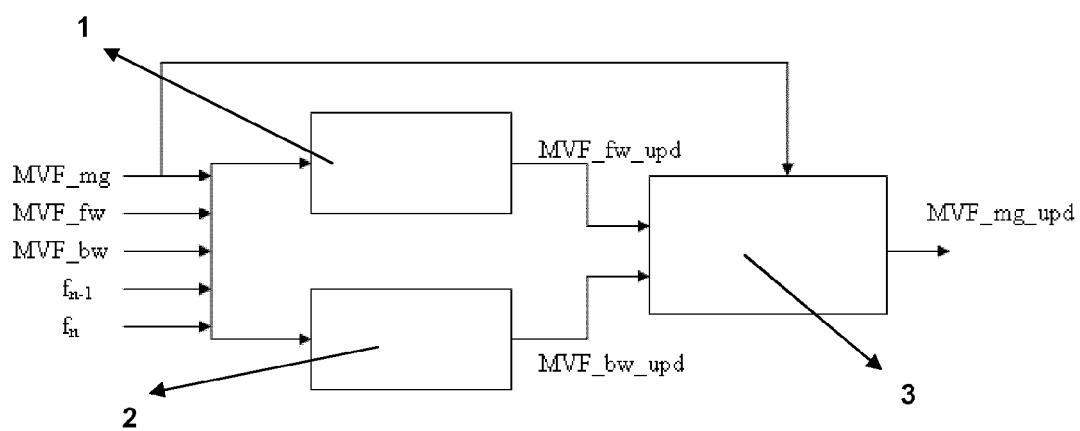 1
MVF_fw_upd
MVF_mg
MVF_fw
MVF_mg_upd
MVF_bw
fn-1
fn
MVF_bw_upd
3
2